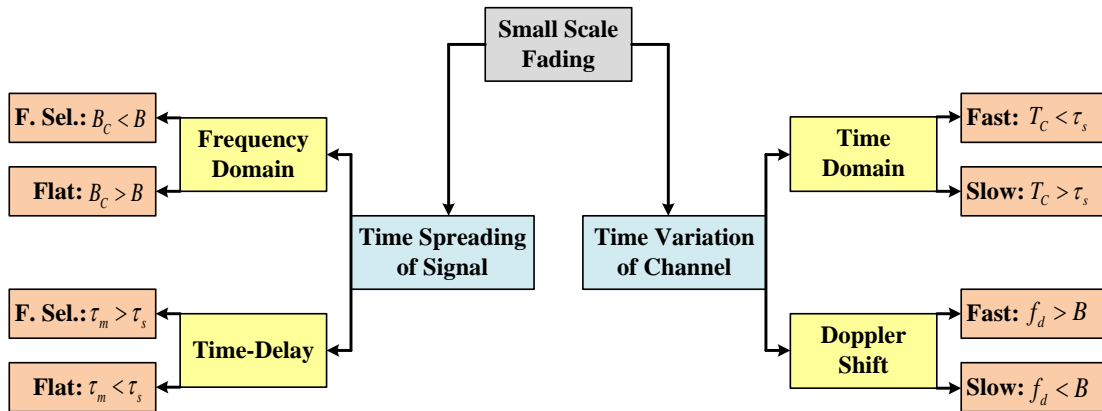 Small Scale
Fading
F. Sel.: B_C < B
Flat: B_C > B
Frequency
Domain
Time Spreading
of Signal
F. Sel.: τ_m > τ_s
Flat: τ_m < τ_s
Time-Delay
Time Variation
of Channel
Time
Domain
Fast: T_C < τ_s
Slow: T_C > τ_s
Doppler
Shift
Fast: f_d > B
Slow: f_d < B